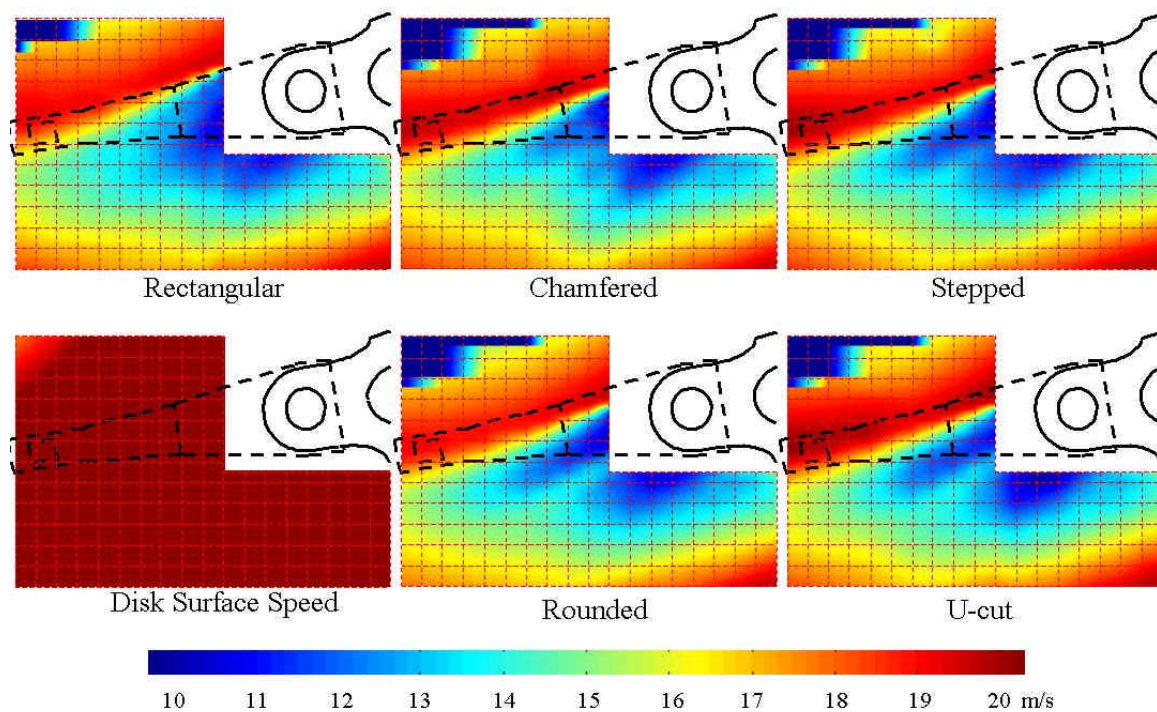 Rectangular
Chamfered
Stepped
Disk Surface Speed
Rounded
U-cut
10 11 12 13 14 15 16 17 18 19 20 m/s